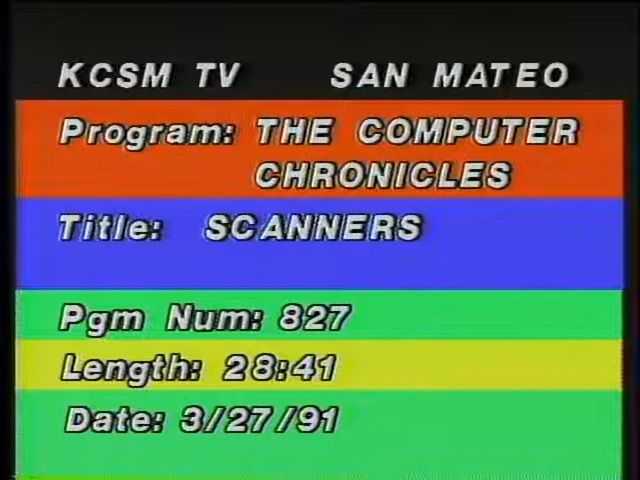 KCSM TV SAN MATEO
Program: THE COMPUTER
CHRONICLES
Title: SCANNERS
Pgm Num: 827
Length: 28:41
Date: 3/27/91